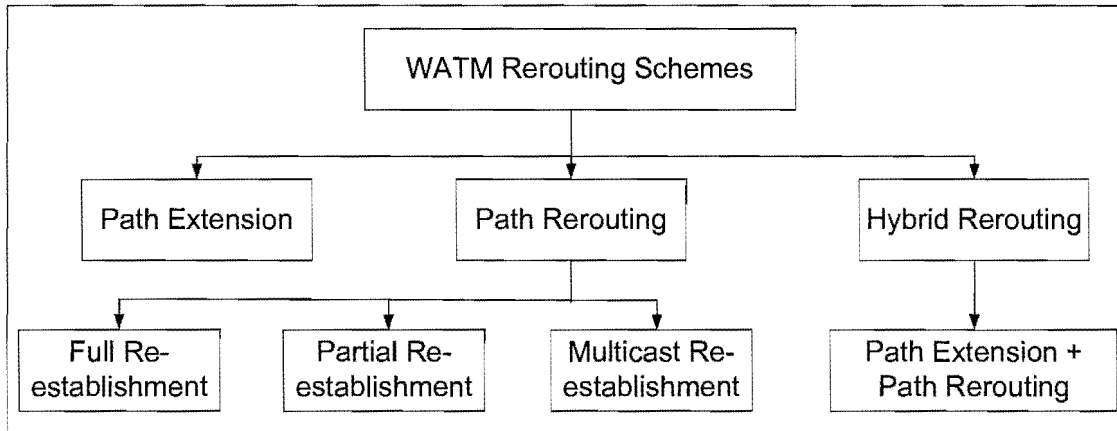 WATM Rerouting Schemes
Path Extension
Path Rerouting
Hybrid Rerouting
Full Re-
establishment
Partial Re-
establishment
Multicast Re-
establishment
Path Extension +
Path Rerouting